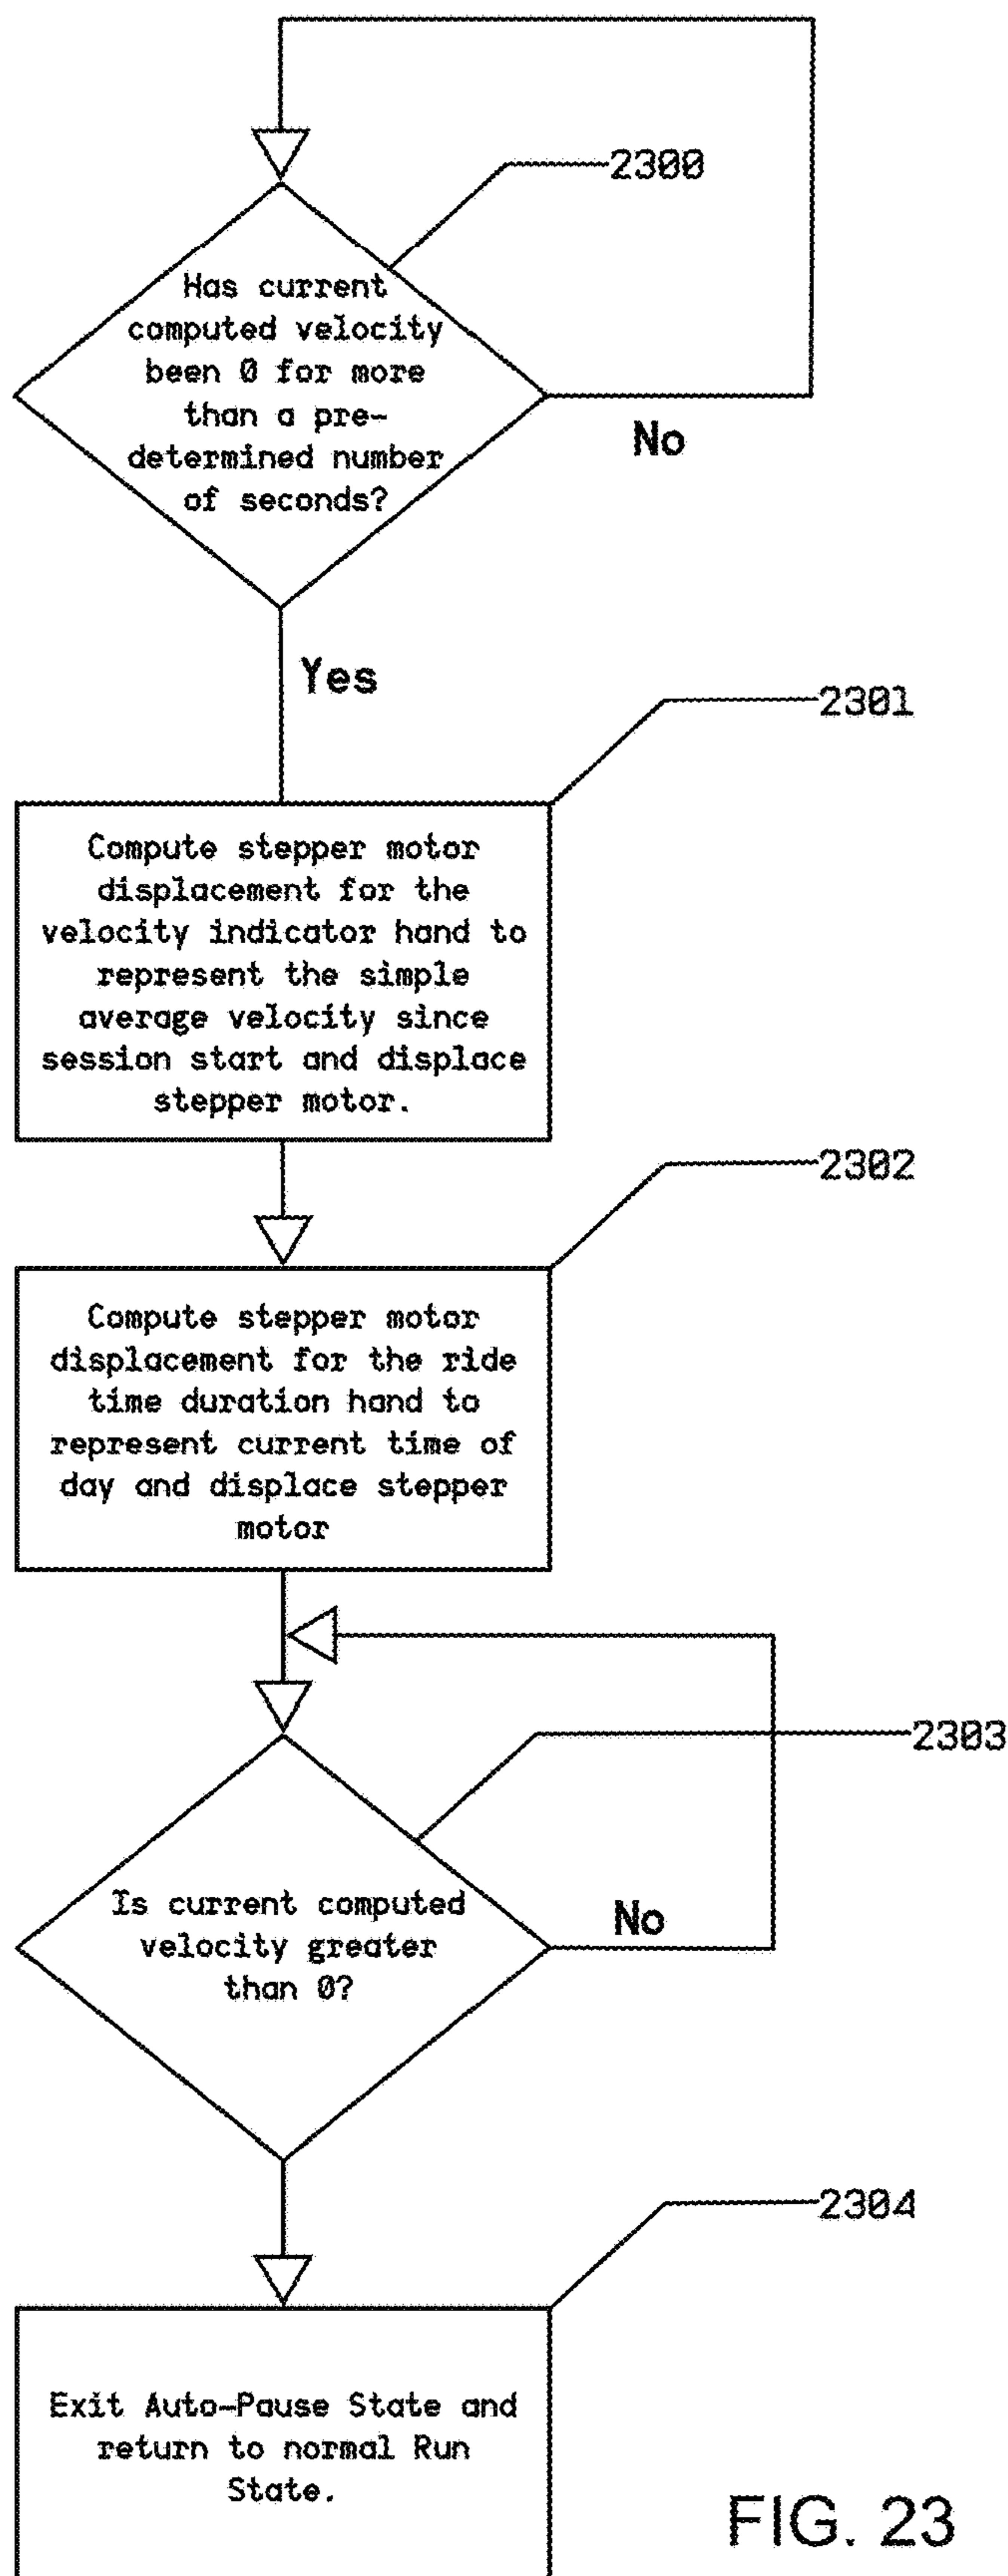 2300
Has current
computed velocity
been 0 for more
than a pre-
determined number
of seconds?
No
Yes
2301
Compute stepper motor
displacement for the
velocity indicator hand to
represent the simple
average velocity since
session start and displace
stepper motor.
2302
Compute stepper motor
displacement for the ride
time duration hand to
represent current time of
day and displace stepper
motor
2303
Is current computed
velocity greater
than 0?
No
2304
Exit Auto-Pause State and
return to normal Run
State.
FIG. 23